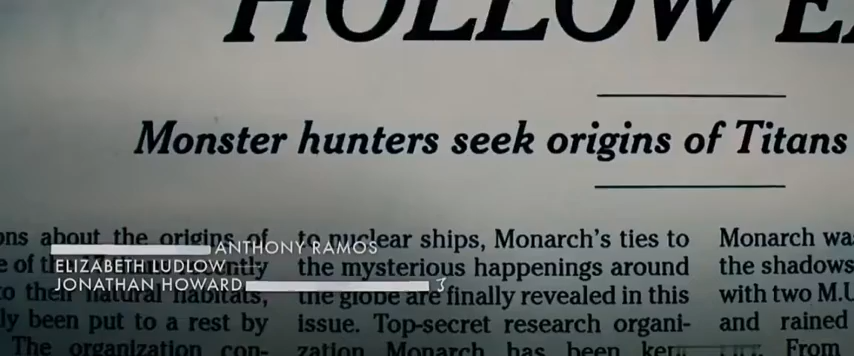 HOLLOW
Monster hunters seek origins of Titans
ons about the origins of
to nuclear ships, Monarch's ties to
the mysterious happenings around
the globe are finally revealed in this
issue. Top-secret research organi-
zation Monarch has been
Monarch
the shadows
with two M.U
and rained
From
their natural habitats,
ly been put to a rest by
The organization con-
ANTHONY RAMOS
ELIZABETH LUDLOW
JONATHAN HOWARD
3